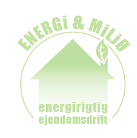 ENERGi & MiLJØ
energirigtig
ejendomsdrift